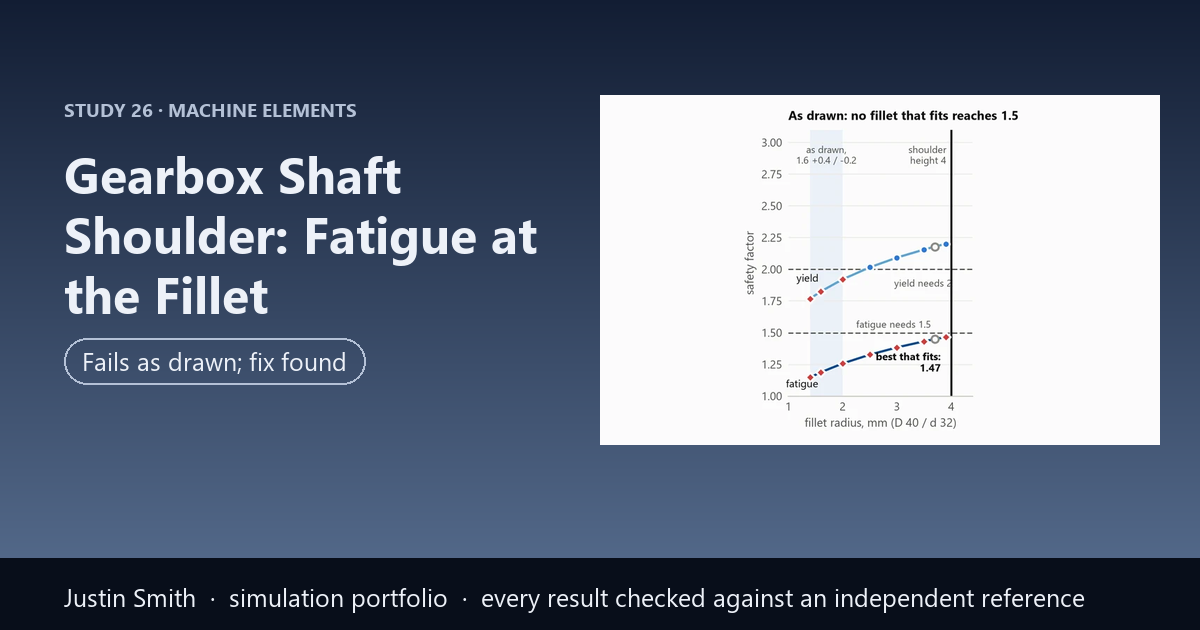 STUDY 26 · MACHINE ELEMENTS
Gearbox Shaft
Shoulder: Fatigue at
the Fillet
Fails as drawn; fix found
As drawn: no fillet that fits reaches 1.5
3.00
2.75
2.50
2.25
2.00
1.75
1.50
1.25
1.00
safety factor
as drawn,
1.6 +0.4 / -0.2
shoulder
height 4
yield
yield needs 2
fatigue needs 1.5
best that fits:
1.47
fatigue
1 2 3 4
fillet radius, mm (D 40 / d 32)
Justin Smith · simulation portfolio · every result checked against an independent reference